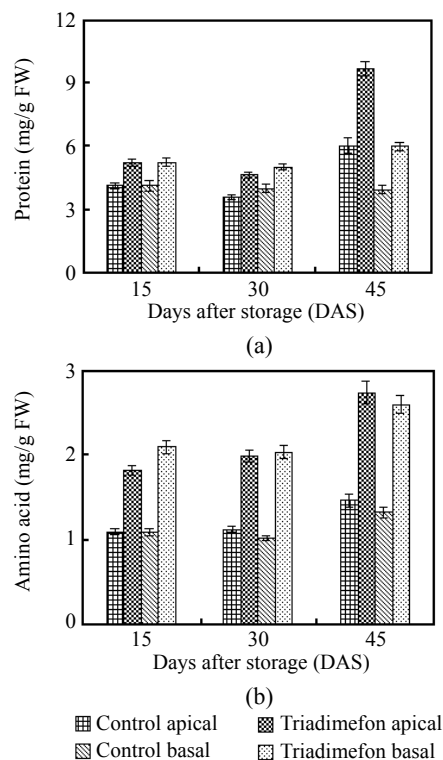 12
9
6
3
0
Protein (mg/g FW)
15 30 45
Days after storage (DAS)
(a)
3
2
1
0
Amino acid (mg/g FW)
15 30 45
Days after storage (DAS)
(b)
Control apical Triadimefon apical
Control basal Triadimefon basal